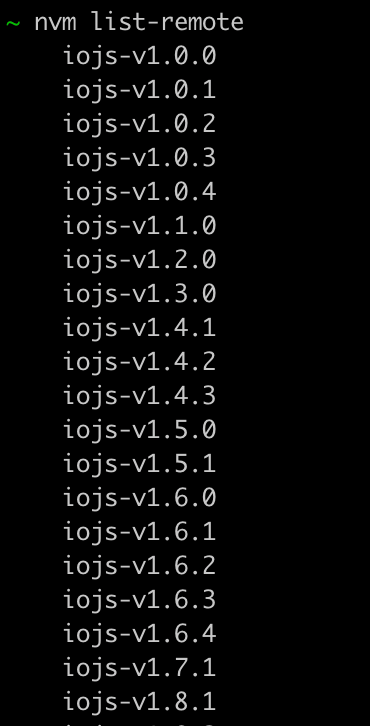 ~ nvm list-remote
iojs-v1.0.0
iojs-v1.0.1
iojs-v1.0.2
iojs-v1.0.3
iojs-v1.0.4
iojs-v1.1.0
iojs-v1.2.0
iojs-v1.3.0
iojs-v1.4.1
iojs-v1.4.2
iojs-v1.4.3
iojs-v1.5.0
iojs-v1.5.1
iojs-v1.6.0
iojs-v1.6.1
iojs-v1.6.2
iojs-v1.6.3
iojs-v1.6.4
iojs-v1.7.1
iojs-v1.8.1